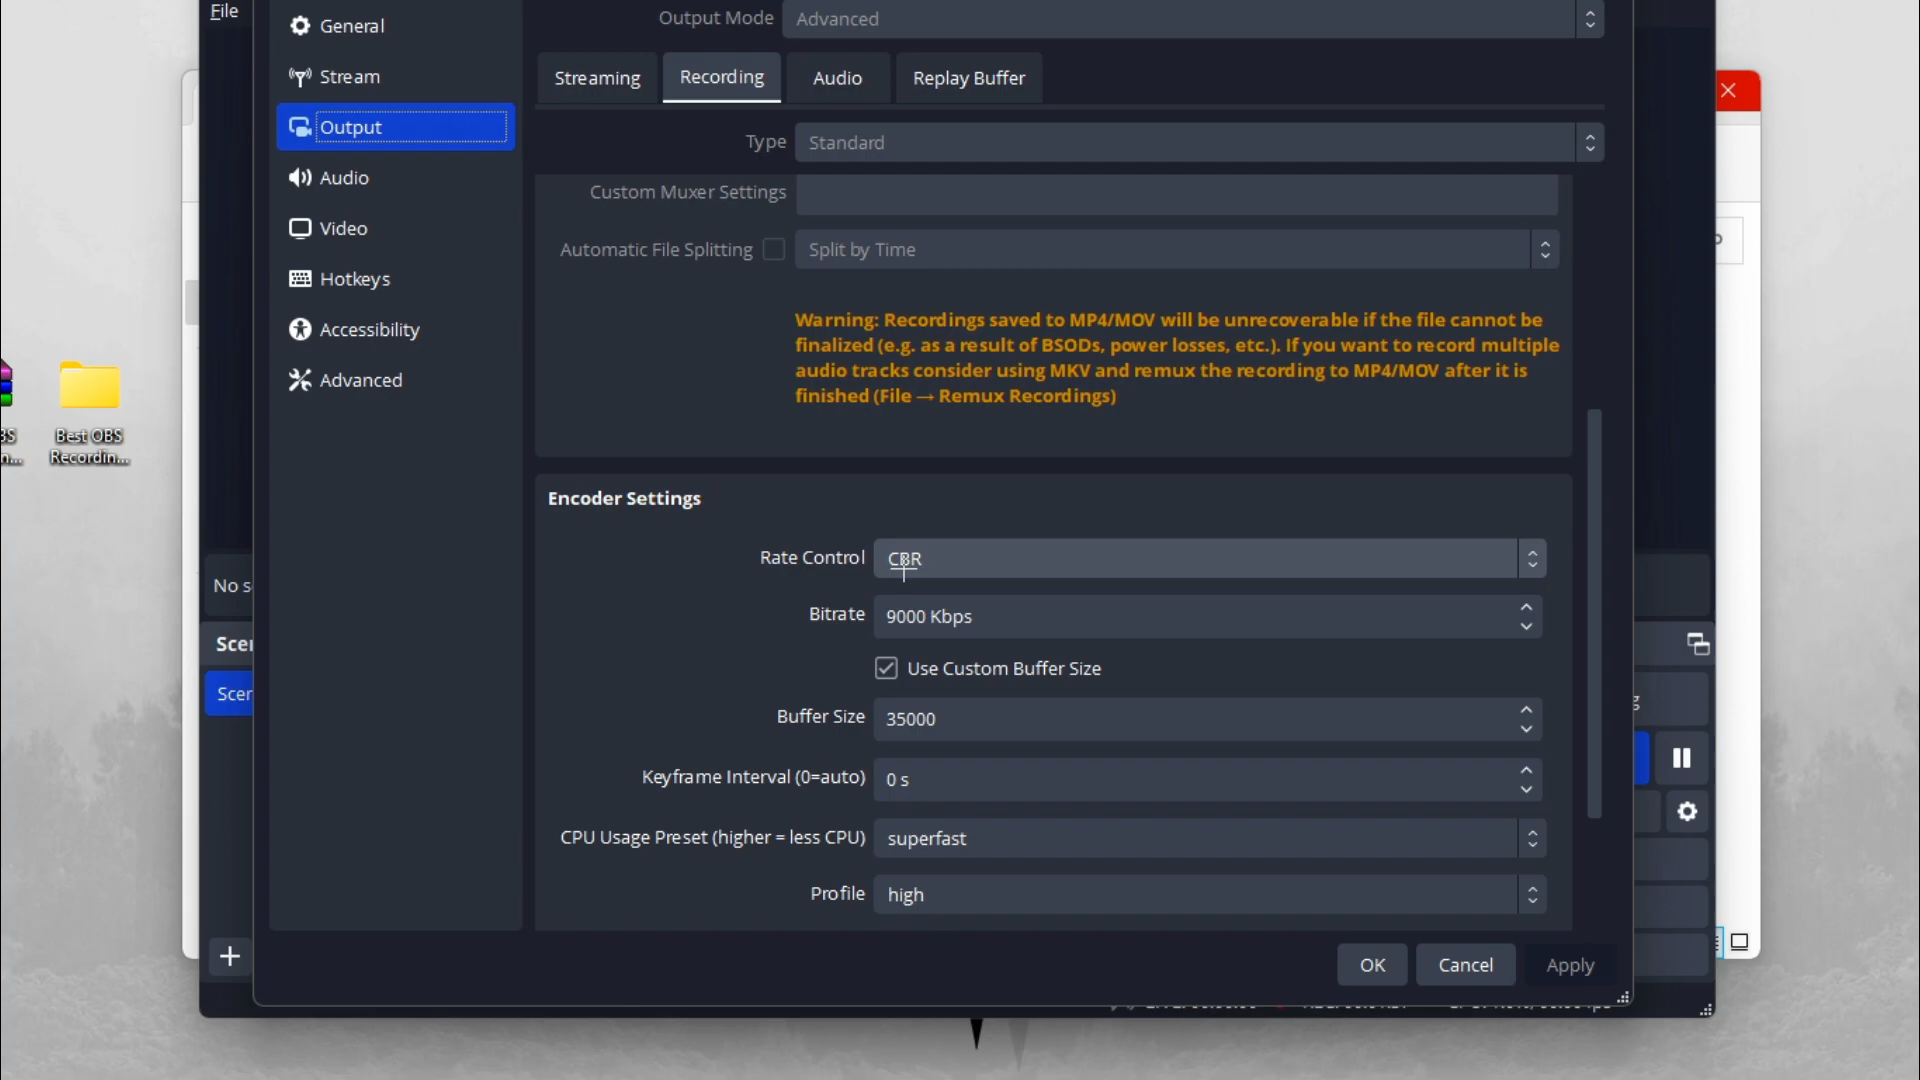 File
General
Stream
Output
Audio
Video
Hotkeys
Accessibility
Advanced
Output Mode Advanced
Streaming Recording Audio Replay Buffer
Type Standard
Custom Muxer Settings
Automatic File Splitting Split by Time
Warning: Recordings saved to MP4/MOV will be unrecoverable if the file cannot be
finalized (e.g. as a result of BSODs, power losses, etc.). If you want to record multiple
audio tracks consider using MKV and remux the recording to MP4/MOV after it is
finished (File → Remux Recordings)
Encoder Settings
Rate Control CBR
Bitrate 9000 Kbps
Use Custom Buffer Size
Buffer Size 35000
Keyframe Interval (0=auto) 0 s
CPU Usage Preset (higher = less CPU) superfast
Profile high
OK Cancel Apply
Best OBS
Recordin...
No s
Scer
Scer